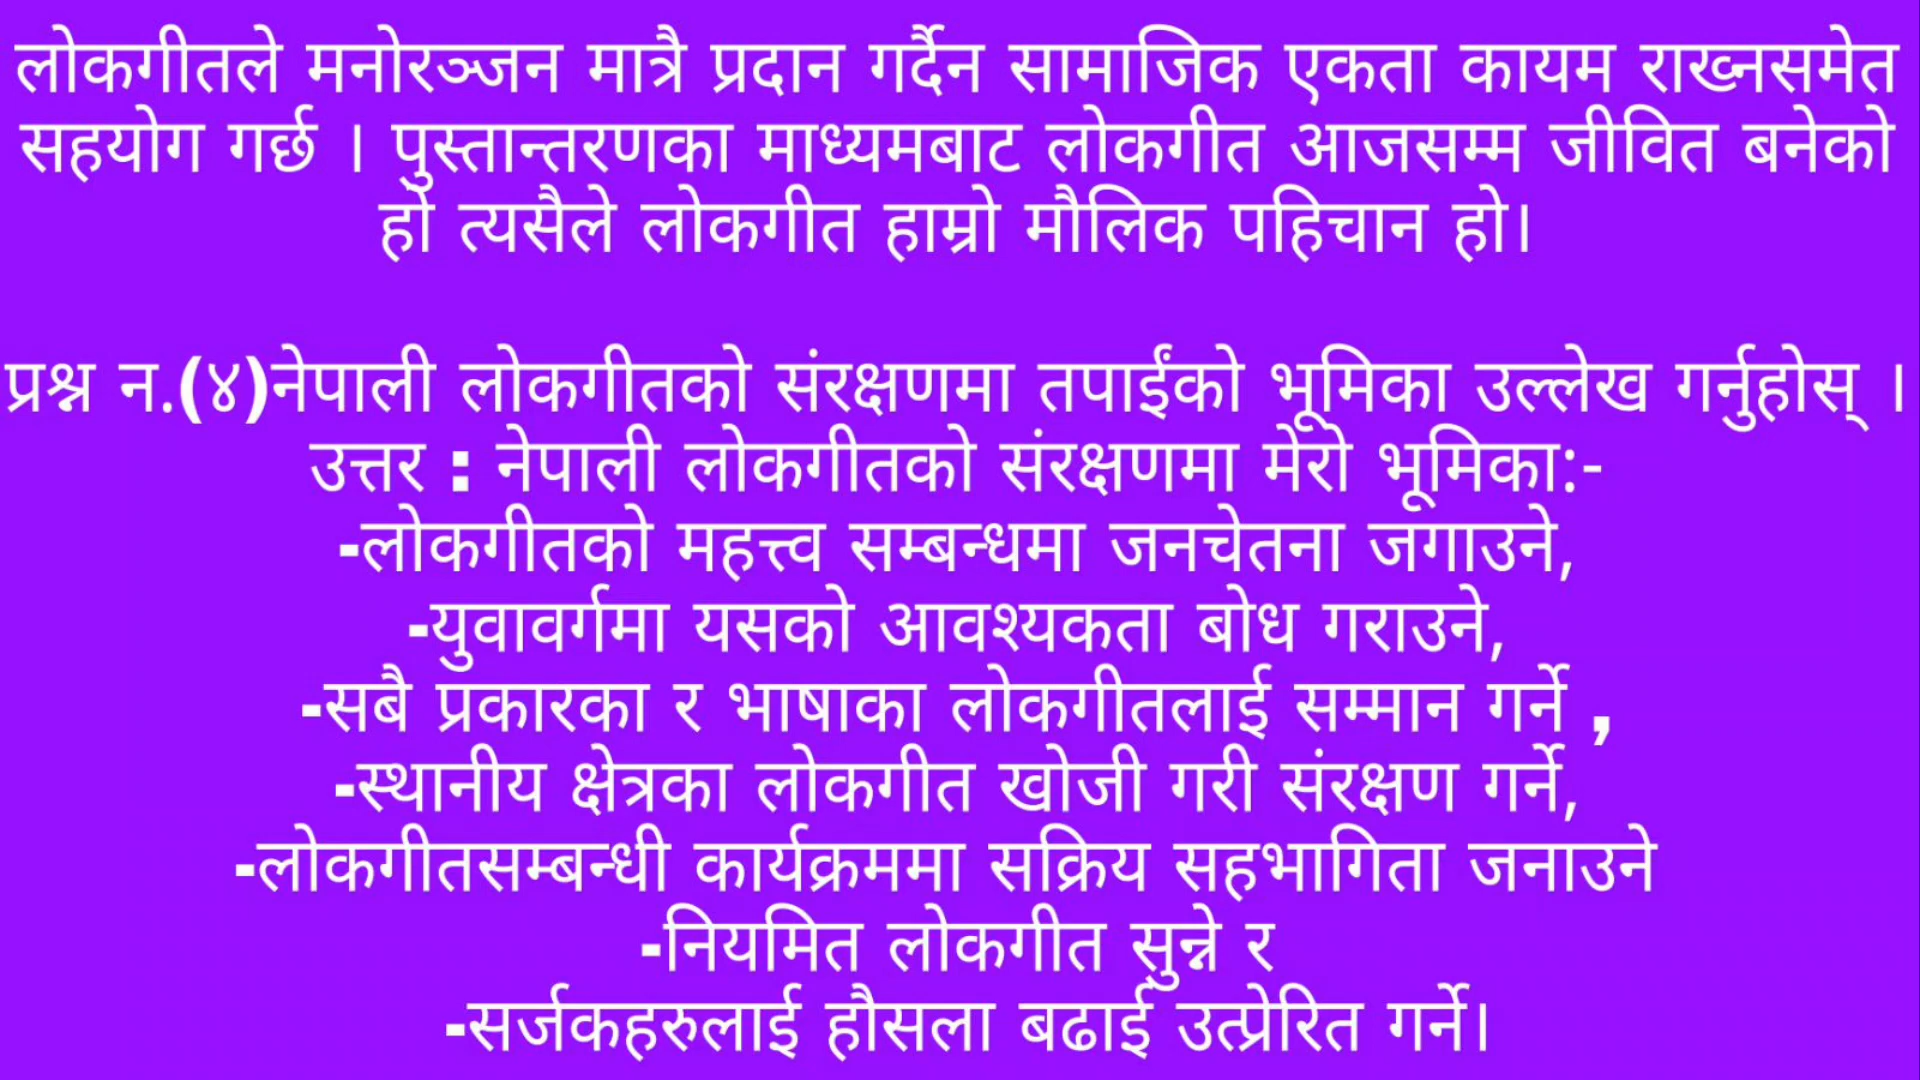 लोकगीतले मनोरञ्जन मात्रै प्रदान गर्दैन सामाजिक एकता कायम राख्नसमेत
सहयोग गर्छ । पुस्तान्तरणका माध्यमबाट लोकगीत आजसम्म जीवित बनेको
हो त्यसैले लोकगीत हाम्रो मौलिक पहिचान हो।
प्रश्न न.(४)नेपाली लोकगीतको संरक्षणमा तपाईंको भूमिका उल्लेख गर्नुहोस् ।
उत्तर : नेपाली लोकगीतको संरक्षणमा मेरो भूमिका:-
-लोकगीतको महत्त्व सम्बन्धमा जनचेतना जगाउने,
-युवावर्गमा यसको आवश्यकता बोध गराउने,
-सबै प्रकारका र भाषाका लोकगीतलाई सम्मान गर्ने ,
-स्थानीय क्षेत्रका लोकगीत खोजी गरी संरक्षण गर्ने,
-लोकगीतसम्बन्धी कार्यक्रममा सक्रिय सहभागिता जनाउने
-नियमित लोकगीत सुन्ने र
-सर्जकहरुलाई हौसला बढाई उत्प्रेरित गर्ने।